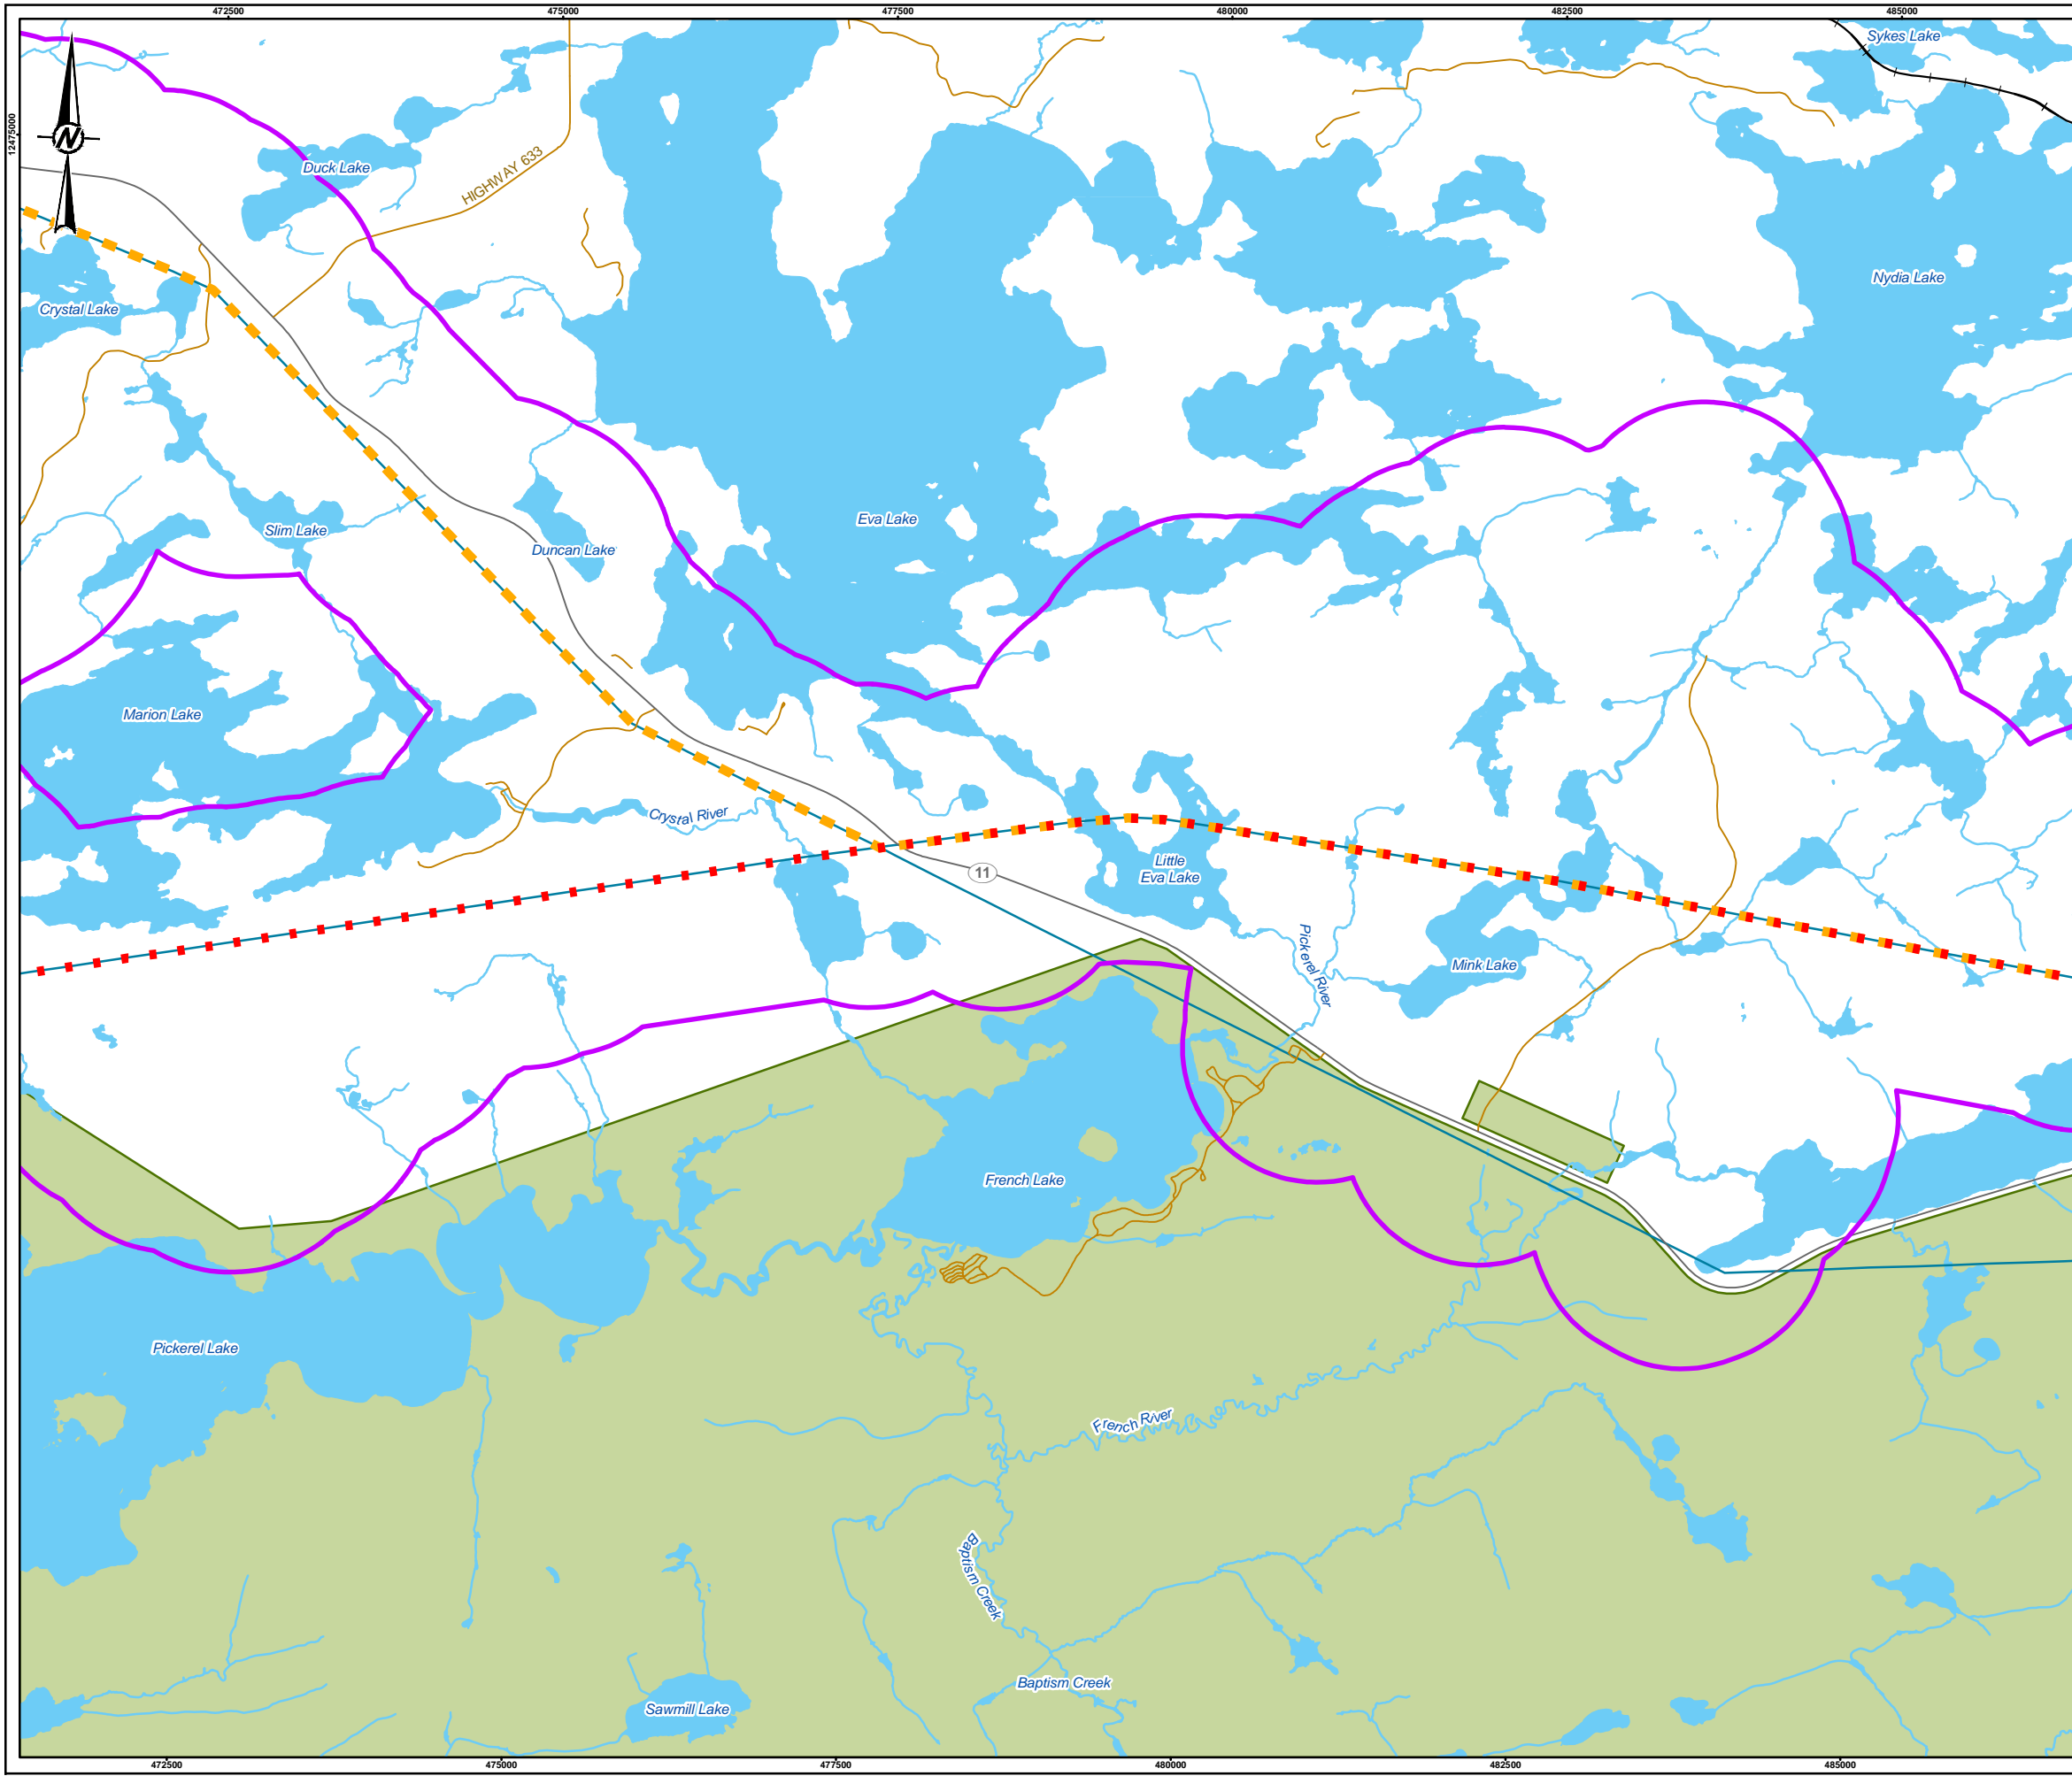 472500 475000 477500 480000 482500 485000
Sykes Lake
12475000
N
Duck Lake
HIGHWAY 633
Nydia Lake
Crystal Lake
Eva Lake
Slim Lake
Duncan Lake
Marion Lake
Crystal River
Little
Eva Lake
11
Pickerel River
Mink Lake
French Lake
Pickerel Lake
French River
Baptism Creek
Baptism Creek
Sawmill Lake
472500 475000 477500 480000 482500 485000